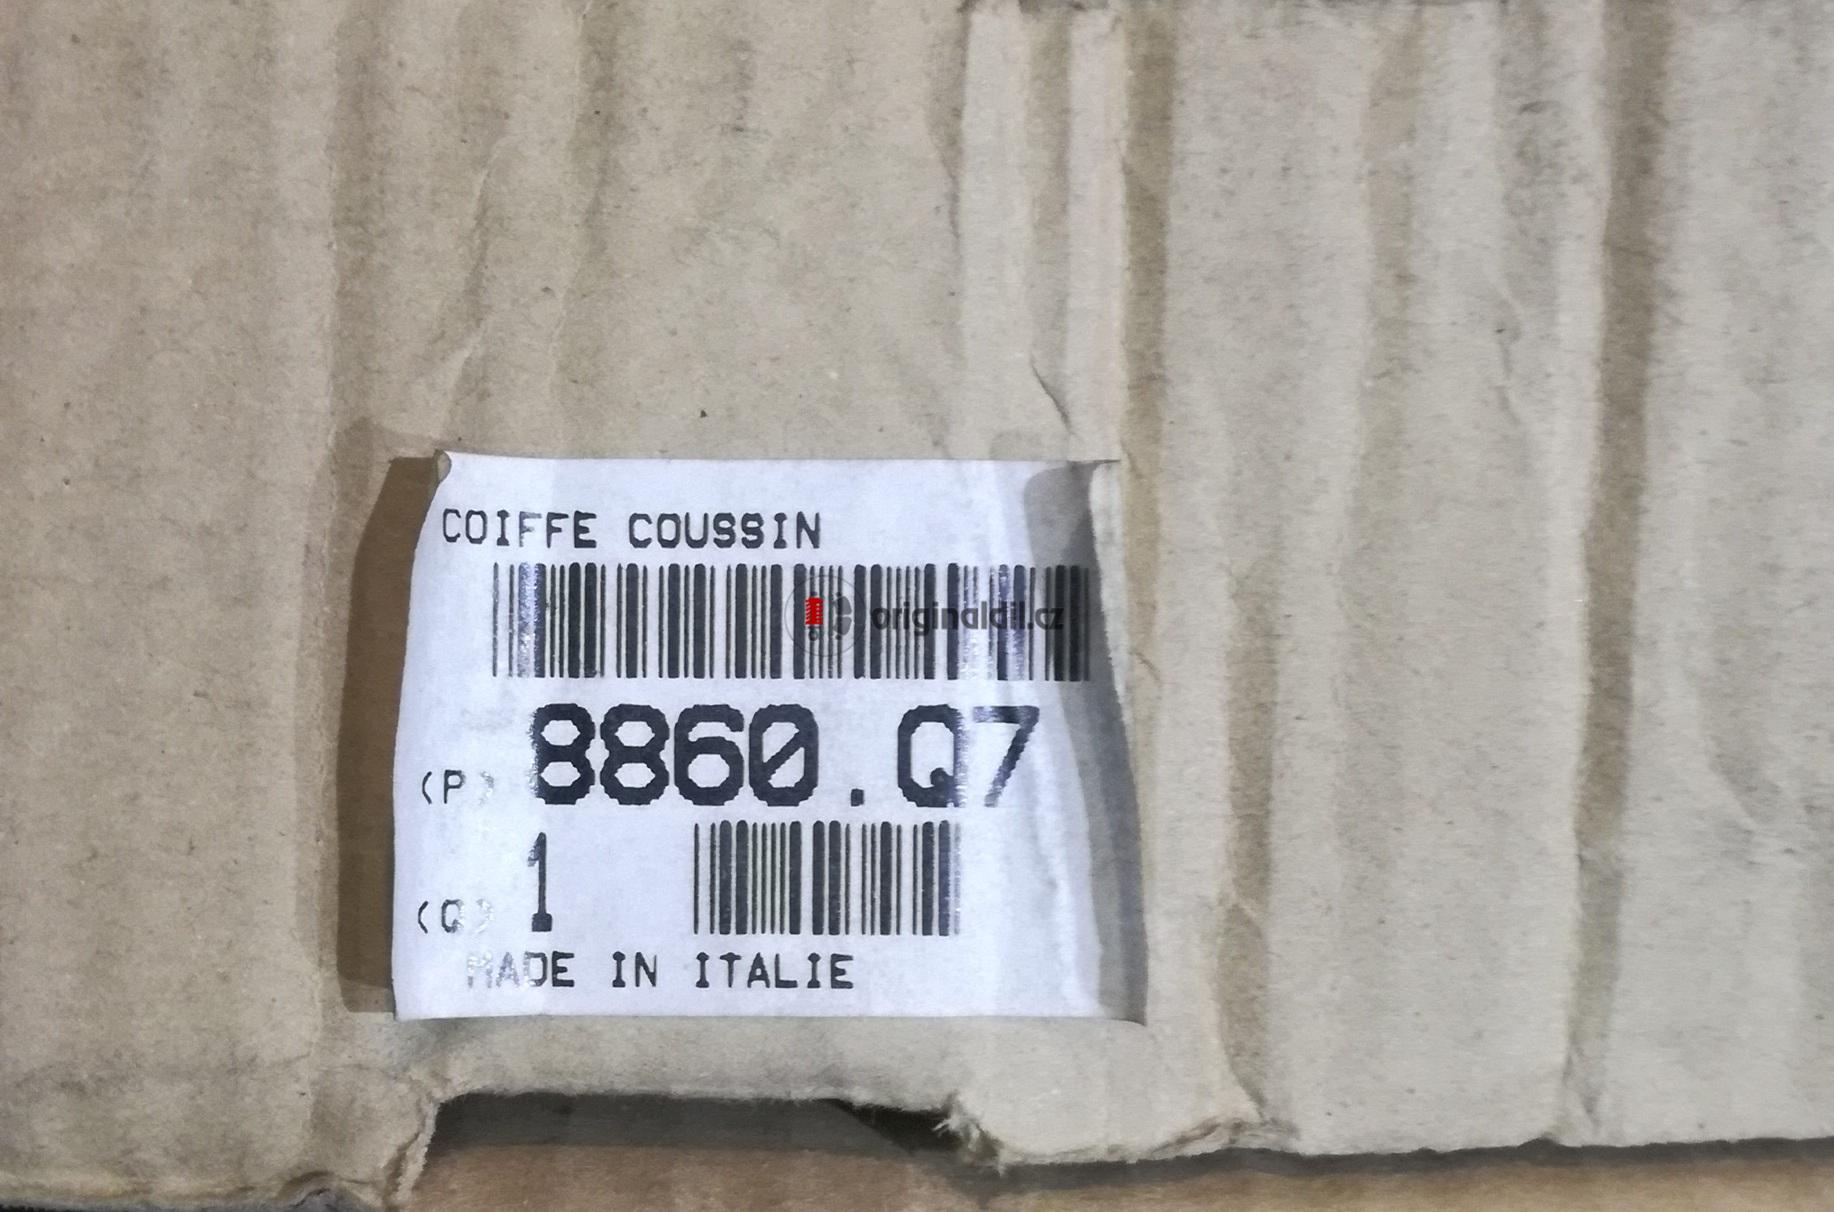 COIFFE COUSSIN
originaldil.cz
(P) 8860.Q7
(Q) 1
MADE IN ITALIE